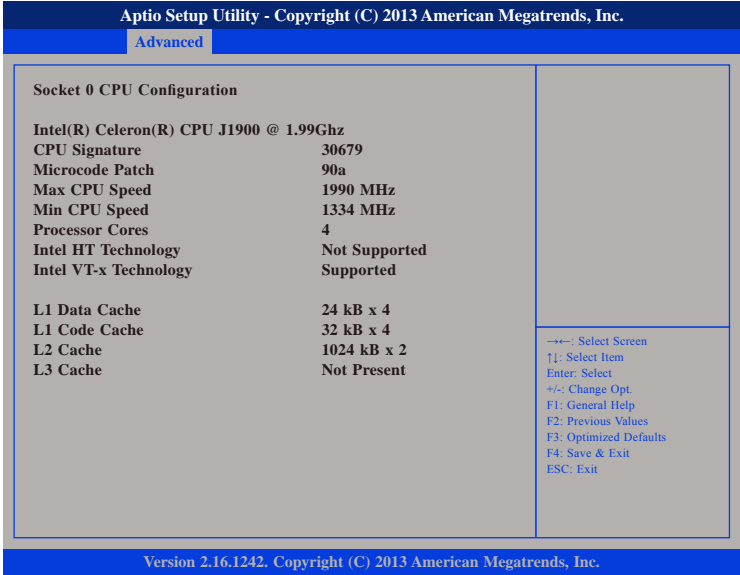 Aptio Setup Utility - Copyright (C) 2013 American Megatrends, Inc.
Advanced
Socket 0 CPU Configuration
Intel(R) Celeron(R) CPU J1900 @ 1.99Ghz
CPU Signature 30679
Microcode Patch 90a
Max CPU Speed 1990 MHz
Min CPU Speed 1334 MHz
Processor Cores 4
Intel HT Technology Not Supported
Intel VT-x Technology Supported
L1 Data Cache 24 kB x 4
L1 Code Cache 32 kB x 4
L2 Cache 1024 kB x 2
L3 Cache Not Present
→←: Select Screen
↑↓: Select Item
Enter: Select
+/-: Change Opt.
F1: General Help
F2: Previous Values
F3: Optimized Defaults
F4: Save & Exit
ESC: Exit
Version 2.16.1242. Copyright (C) 2013 American Megatrends, Inc.